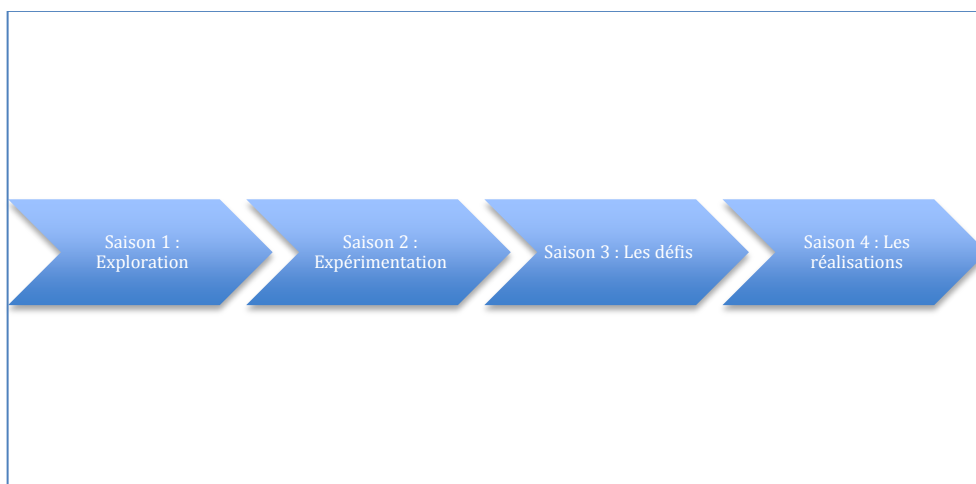 Saison 1 :
Exploration
Saison 2 :
Expérimentation
Saison 3 : Les défis
Saison 4 : Les
réalisations